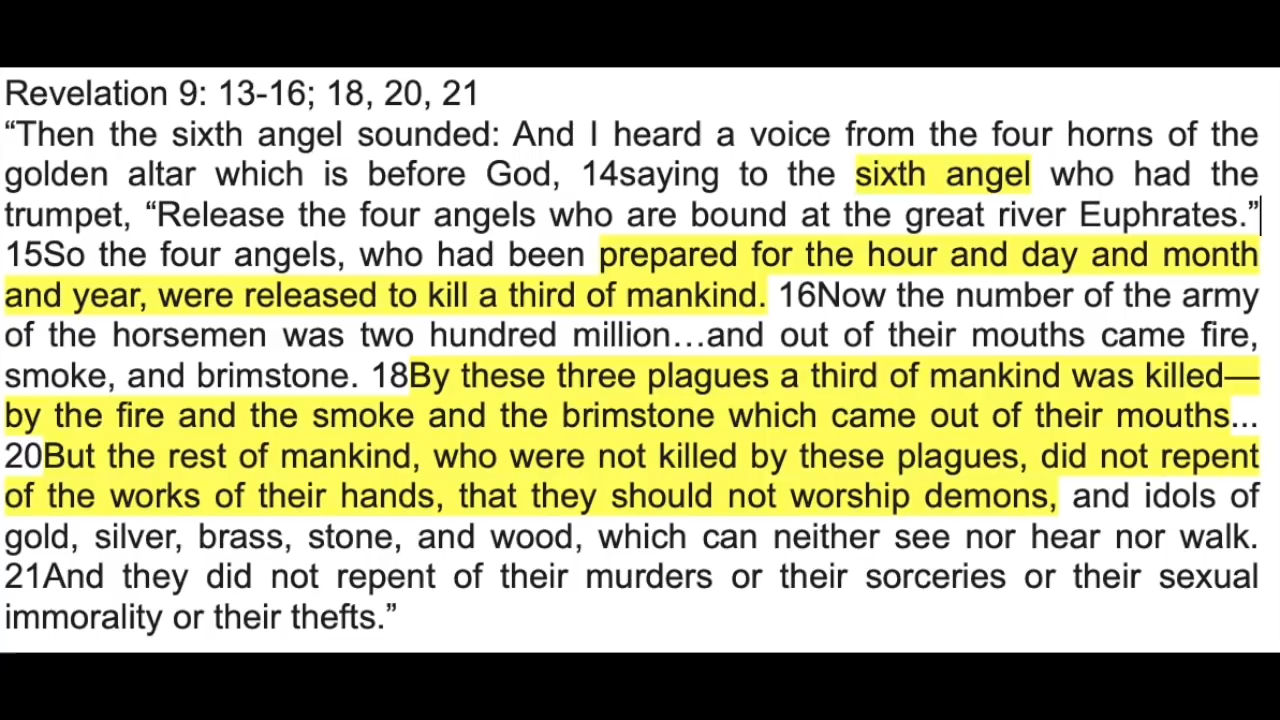 Revelation 9: 13-16; 18, 20, 21
“Then the sixth angel sounded: And I heard a voice from the four horns of the
golden altar which is before God, 14saying to the sixth angel who had the
trumpet, “Release the four angels who are bound at the great river Euphrates.”
15So the four angels, who had been prepared for the hour and day and month
and year, were released to kill a third of mankind. 16Now the number of the army
of the horsemen was two hundred million…and out of their mouths came fire,
smoke, and brimstone. 18By these three plagues a third of mankind was killed—
by the fire and the smoke and the brimstone which came out of their mouths...
20But the rest of mankind, who were not killed by these plagues, did not repent
of the works of their hands, that they should not worship demons, and idols of
gold, silver, brass, stone, and wood, which can neither see nor hear nor walk.
21And they did not repent of their murders or their sorceries or their sexual
immorality or their thefts.”